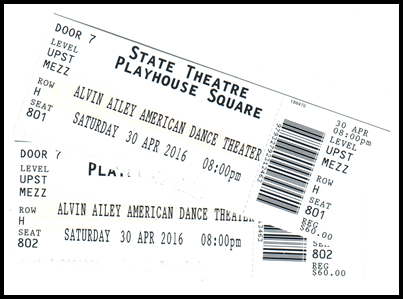 DOOR 7
STATE THEATRE
PLAYHOUSE SQUARE
LEVEL
UPST
MEZZ
ROW
H
SEAT
801
ALVIN AILEY AMERICAN DANCE THEATER
SATURDAY 30 APR 2016 08:00pm
30 APR
08:00pm
LEVEL
UPST
MEZZ
ROW
H
SEAT
801
REG
$60.00
DOOR 7
LEVEL
UPST
MEZZ
ROW
H
SEAT
802
ALVIN AILEY AMERICAN DANCE THEATER
SATURDAY 30 APR 2016 08:00pm
802
REG
$60.00